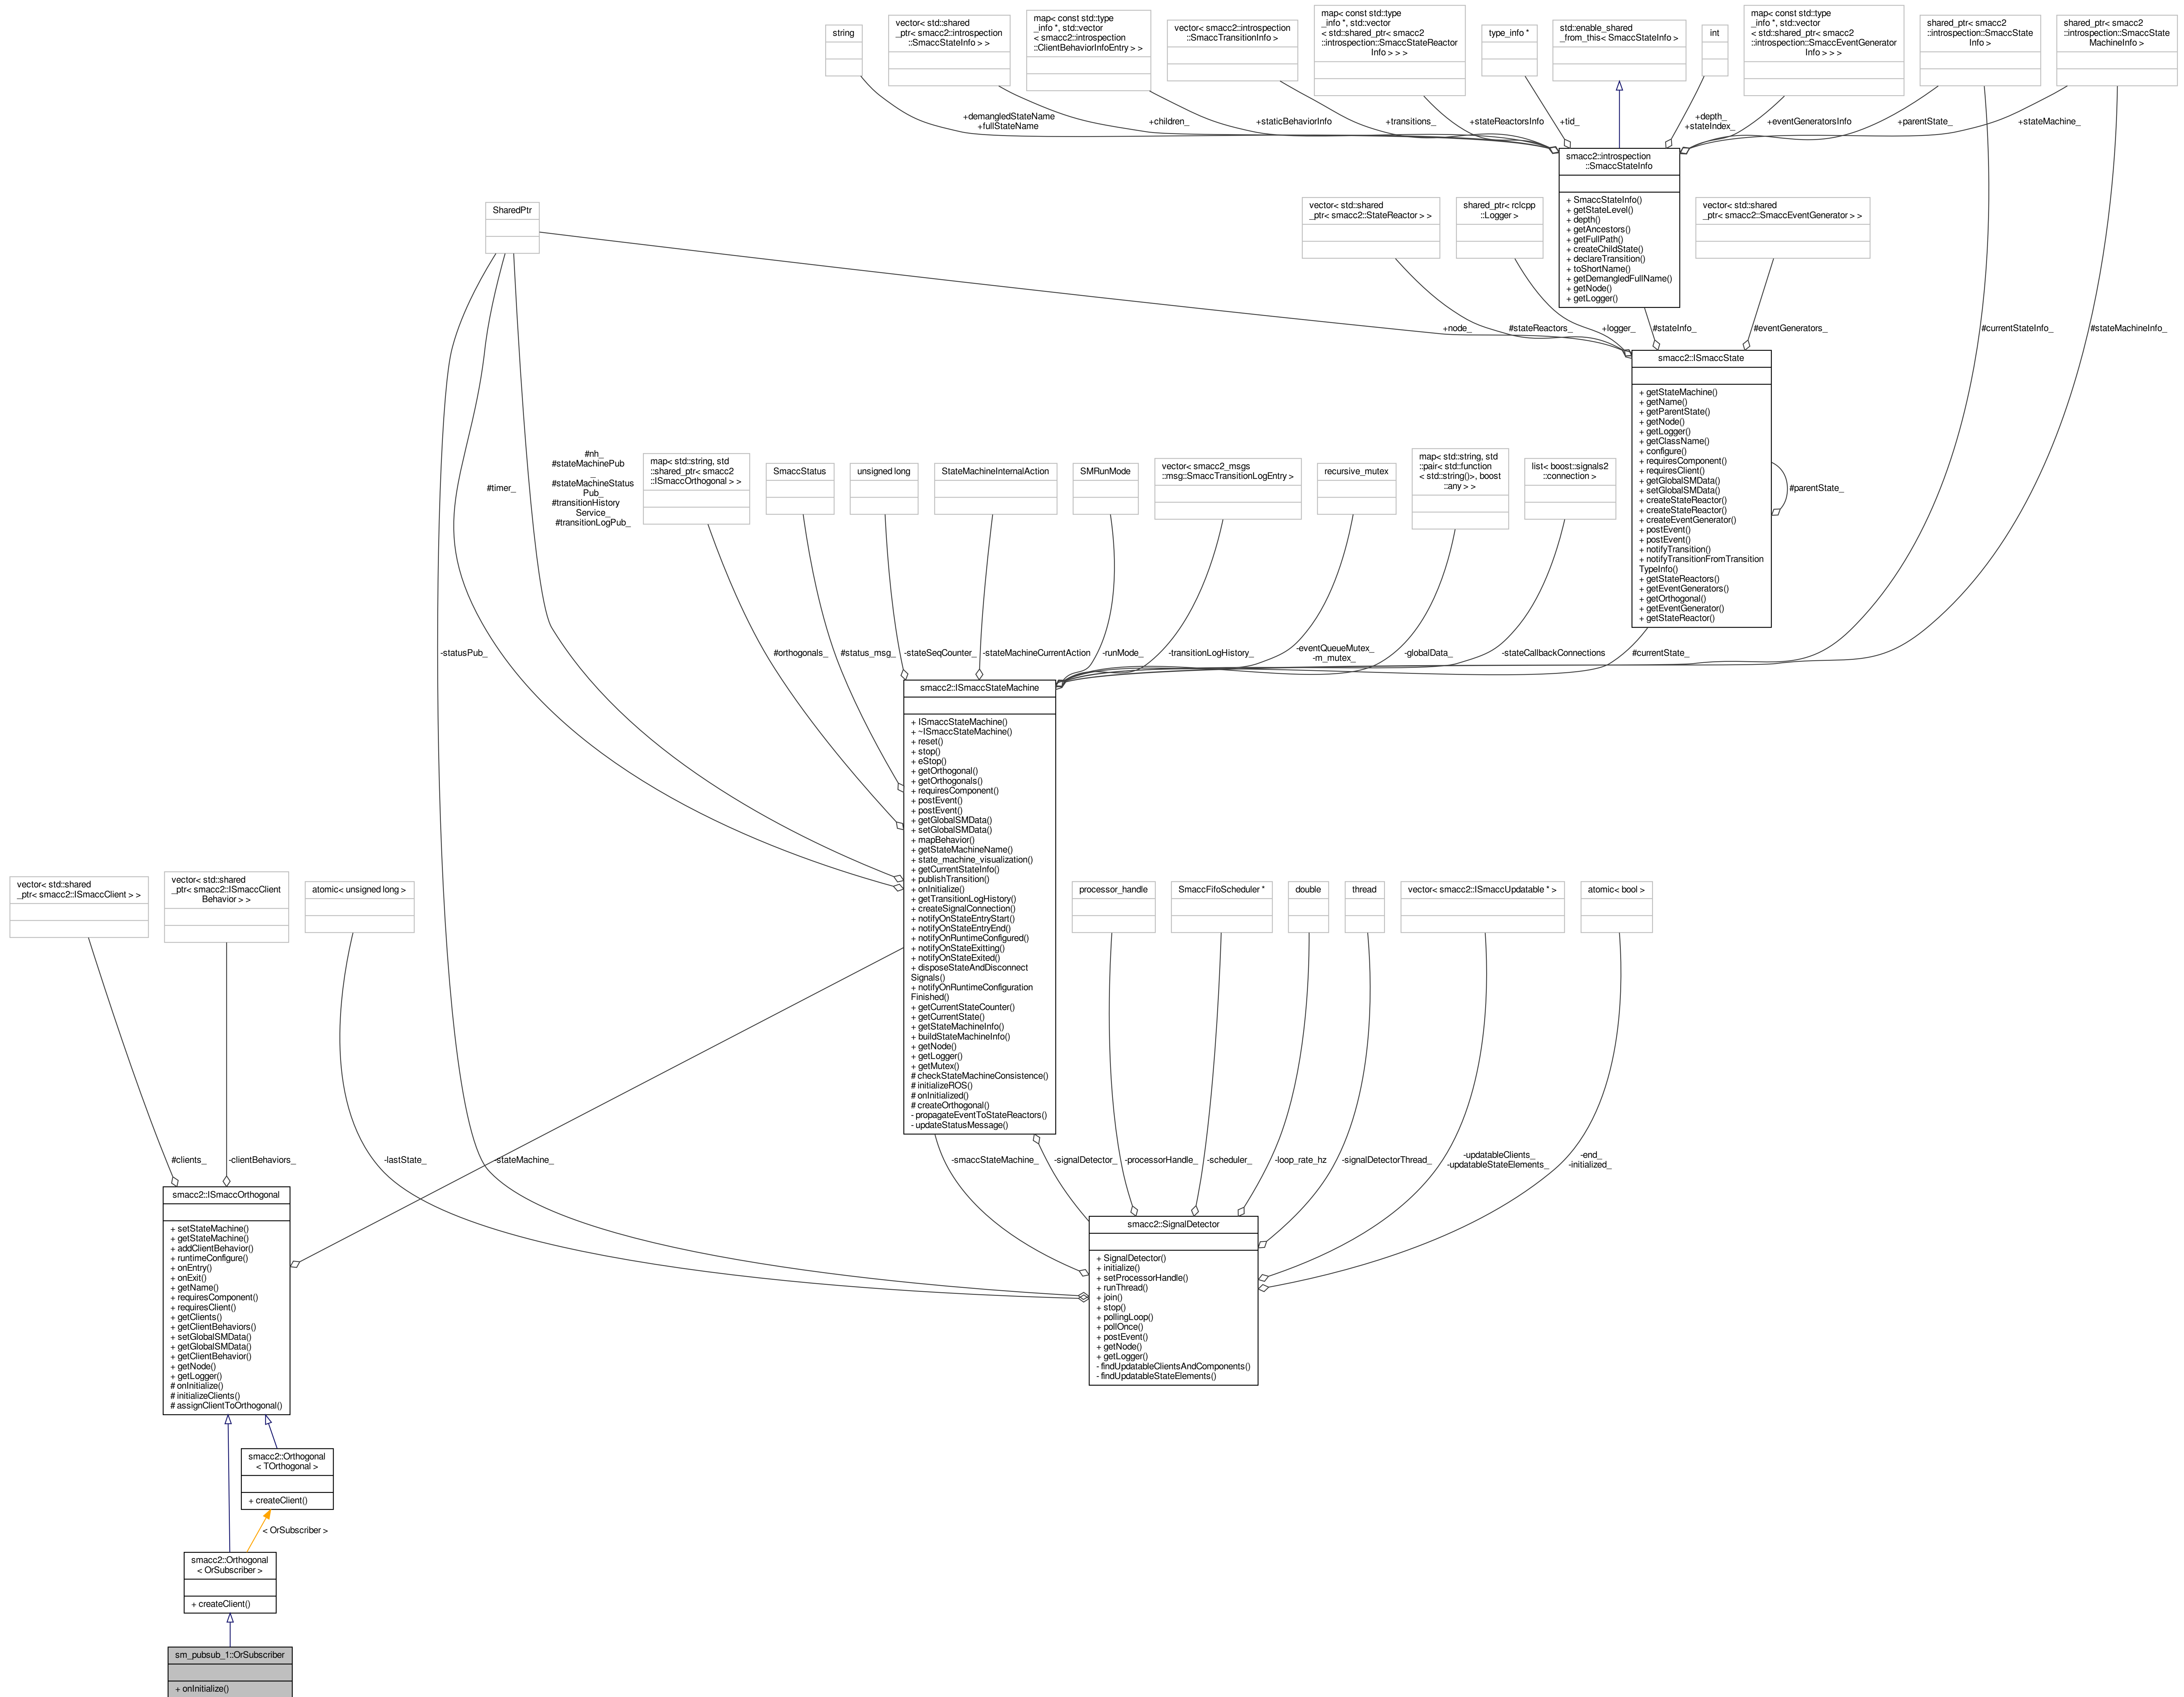 string
vector< std::shared
_ptr< smacc2::introspection
::SmaccStateInfo > >
map< const std::type
_info *, std::vector
< smacc2::introspection
::ClientBehaviorInfoEntry > >
vector< smacc2::introspection
::SmaccTransitionInfo >
map< const std::type
_info *, std::vector
< std::shared_ptr< smacc2
::introspection::SmaccStateReactor
Info > > >
type_info *
std::enable_shared
_from_this< SmaccStateInfo >
int
map< const std::type
_info *, std::vector
< std::shared_ptr< smacc2
::introspection::SmaccEventGenerator
Info > > >
shared_ptr< smacc2
::introspection::SmaccState
Info >
shared_ptr< smacc2
::introspection::SmaccState
MachineInfo >
+demangledStateName
+fullStateName
+children_
+staticBehaviorInfo
+transitions_
+stateReactorsInfo
+tid_
+depth_
+stateIndex_
+eventGeneratorsInfo
+parentState_
+stateMachine_
smacc2::introspection
::SmaccStateInfo
+ SmaccStateInfo()
+ getStateLevel()
+ depth()
+ getAncestors()
+ getFullPath()
+ createChildState()
+ declareTransition()
+ toShortName()
+ getDemangledFullName()
+ getNode()
+ getLogger()
SharedPtr
vector< std::shared
_ptr< smacc2::StateReactor > >
shared_ptr< rclcpp
::Logger >
vector< std::shared
_ptr< smacc2::SmaccEventGenerator > >
+node_
#stateReactors_
+logger_
#stateInfo_
#eventGenerators_
#currentStateInfo_
#stateMachineInfo_
smacc2::ISmaccState
+ getStateMachine()
+ getName()
+ getParentState()
+ getNode()
+ getLogger()
+ getClassName()
+ configure()
+ requiresComponent()
+ requiresClient()
+ getGlobalSMData()
+ setGlobalSMData()
+ createStateReactor()
+ createStateReactor()
+ createEventGenerator()
+ postEvent()
+ postEvent()
+ notifyTransition()
+ notifyTransitionFromTransition
TypeInfo()
+ getStateReactors()
+ getEventGenerators()
+ getOrthogonal()
+ getEventGenerator()
+ getStateReactor()
#parentState_
#timer_
#nh_
#stateMachinePub
_
#stateMachineStatus
Pub_
#transitionHistory
Service_
#transitionLogPub_
map< std::string, std
::shared_ptr< smacc2
::ISmaccOrthogonal > >
SmaccStatus
unsigned long
StateMachineInternalAction
SMRunMode
vector< smacc2_msgs
::msg::SmaccTransitionLogEntry >
recursive_mutex
map< std::string, std
::pair< std::function
< std::string()>, boost
::any > >
list< boost::signals2
::connection >
-statusPub_
#orthogonals_
#status_msg_
-stateSeqCounter_
-stateMachineCurrentAction
-runMode_
-transitionLogHistory_
-eventQueueMutex_
-m_mutex_
-globalData_
-stateCallbackConnections
#currentState_
smacc2::ISmaccStateMachine
+ ISmaccStateMachine()
+ ~ISmaccStateMachine()
+ reset()
+ stop()
+ eStop()
+ getOrthogonal()
+ getOrthogonals()
+ requiresComponent()
+ postEvent()
+ postEvent()
+ getGlobalSMData()
+ setGlobalSMData()
+ mapBehavior()
+ getStateMachineName()
+ state_machine_visualization()
+ getCurrentStateInfo()
+ publishTransition()
+ onInitialize()
+ getTransitionLogHistory()
+ createSignalConnection()
+ notifyOnStateEntryStart()
+ notifyOnStateEntryEnd()
+ notifyOnRuntimeConfigured()
+ notifyOnStateExitting()
+ notifyOnStateExited()
+ disposeStateAndDisconnect
Signals()
+ notifyOnRuntimeConfiguration
Finished()
+ getCurrentStateCounter()
+ getCurrentState()
+ getStateMachineInfo()
+ buildStateMachineInfo()
+ getNode()
+ getLogger()
+ getMutex()
# checkStateMachineConsistence()
# initializeROS()
# onInitialized()
# createOrthogonal()
- propagateEventToStateReactors()
- updateStatusMessage()
vector< std::shared
_ptr< smacc2::ISmaccClient > >
vector< std::shared
_ptr< smacc2::ISmaccClient
Behavior > >
atomic< unsigned long >
processor_handle
SmaccFifoScheduler *
double
thread
vector< smacc2::ISmaccUpdatable * >
atomic< bool >
#clients_
-clientBehaviors_
-lastState_
-stateMachine_
-smaccStateMachine_
-signalDetector_
-processorHandle_
-scheduler_
-loop_rate_hz
-signalDetectorThread_
-updatableClients_
-updatableStateElements_
-end_
-initialized_
smacc2::ISmaccOrthogonal
+ setStateMachine()
+ getStateMachine()
+ addClientBehavior()
+ runtimeConfigure()
+ onEntry()
+ onExit()
+ getName()
+ requiresComponent()
+ requiresClient()
+ getClients()
+ getClientBehaviors()
+ setGlobalSMData()
+ getGlobalSMData()
+ getClientBehavior()
+ getNode()
+ getLogger()
# onInitialize()
# initializeClients()
# assignClientToOrthogonal()
smacc2::SignalDetector
+ SignalDetector()
+ initialize()
+ setProcessorHandle()
+ runThread()
+ join()
+ stop()
+ pollingLoop()
+ pollOnce()
+ postEvent()
+ getNode()
+ getLogger()
- findUpdatableClientsAndComponents()
- findUpdatableStateElements()
smacc2::Orthogonal
< TOrthogonal >
+ createClient()
< OrSubscriber >
smacc2::Orthogonal
< OrSubscriber >
+ createClient()
sm_pubsub_1::OrSubscriber
+ onInitialize()